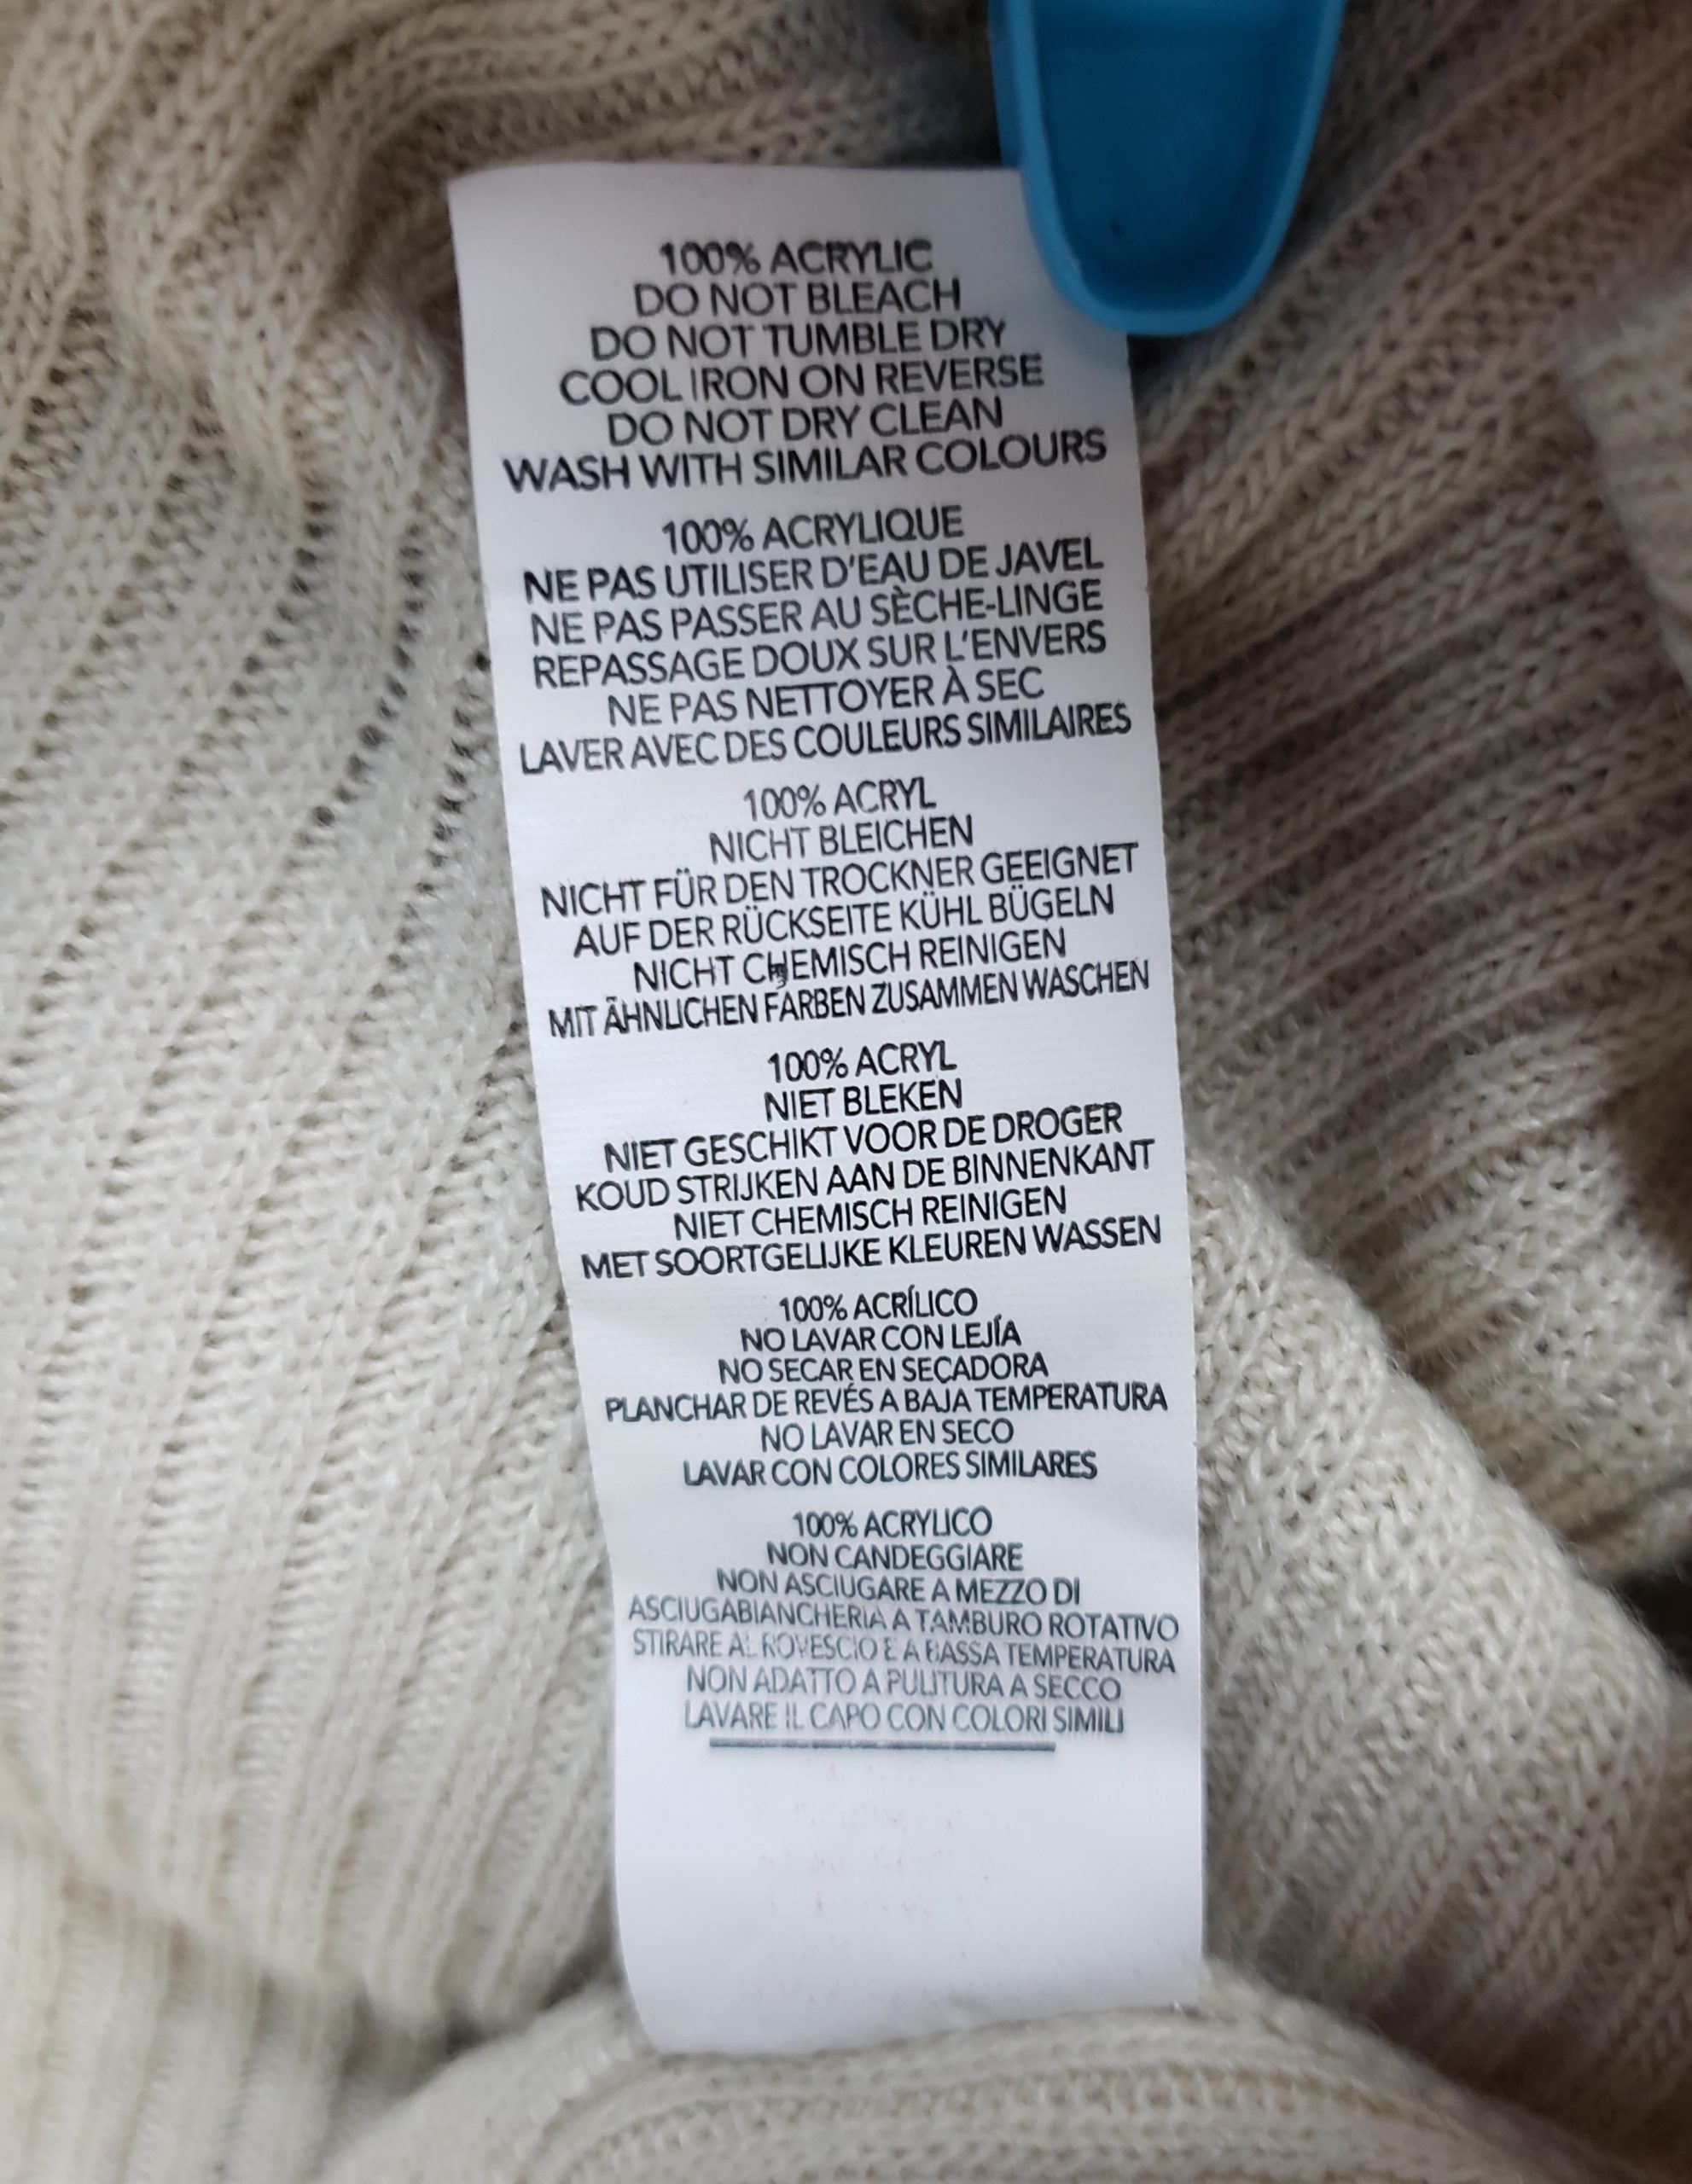 100% ACRYLIC
DO NOT BLEACH
DO NOT TUMBLE DRY
COOL IRON ON REVERSE
DO NOT DRY CLEAN
WASH WITH SIMILAR COLOURS
100% ACRYLIQUE
NE PAS UTILISER D'EAU DE JAVEL
NE PAS PASSER AU SÈCHE-LINGE
REPASSAGE DOUX SUR L'ENVERS
NE PAS NETTOYER À SEC
LAVER AVEC DES COULEURS SIMILAIRES
100% ACRYL
NICHT BLEICHEN
NICHT FÜR DEN TROCKNER GEEIGNET
AUF DER RÜCKSEITE KÜHL BÜGELN
NICHT CHEMISCH REINIGEN
MIT ÄHNLICHEN FARBEN ZUSAMMEN WASCHEN
100% ACRYL
NIET BLEKEN
NIET GESCHIKT VOOR DE DROGER
KOUD STRIJKEN AAN DE BINNENKANT
NIET CHEMISCH REINIGEN
MET SOORTGELIJKE KLEUREN WASSEN
100% ACRÍLICO
NO LAVAR CON LEJÍA
NO SECAR EN SECADORA
PLANCHAR DE REVÉS A BAJA TEMPERATURA
NO LAVAR EN SECO
LAVAR CON COLORES SIMILARES
100% ACRYLICO
NON CANDEGGIARE
NON ASCIUGARE A MEZZO DI
ASCIUGABIANCHERIA A TAMBURO ROTATIVO
STIRARE AL ROVESCIO E A BASSA TEMPERATURA
NON ADATTO A PULITURA A SECCO
LAVARE IL CAPO CON COLORI SIMILI